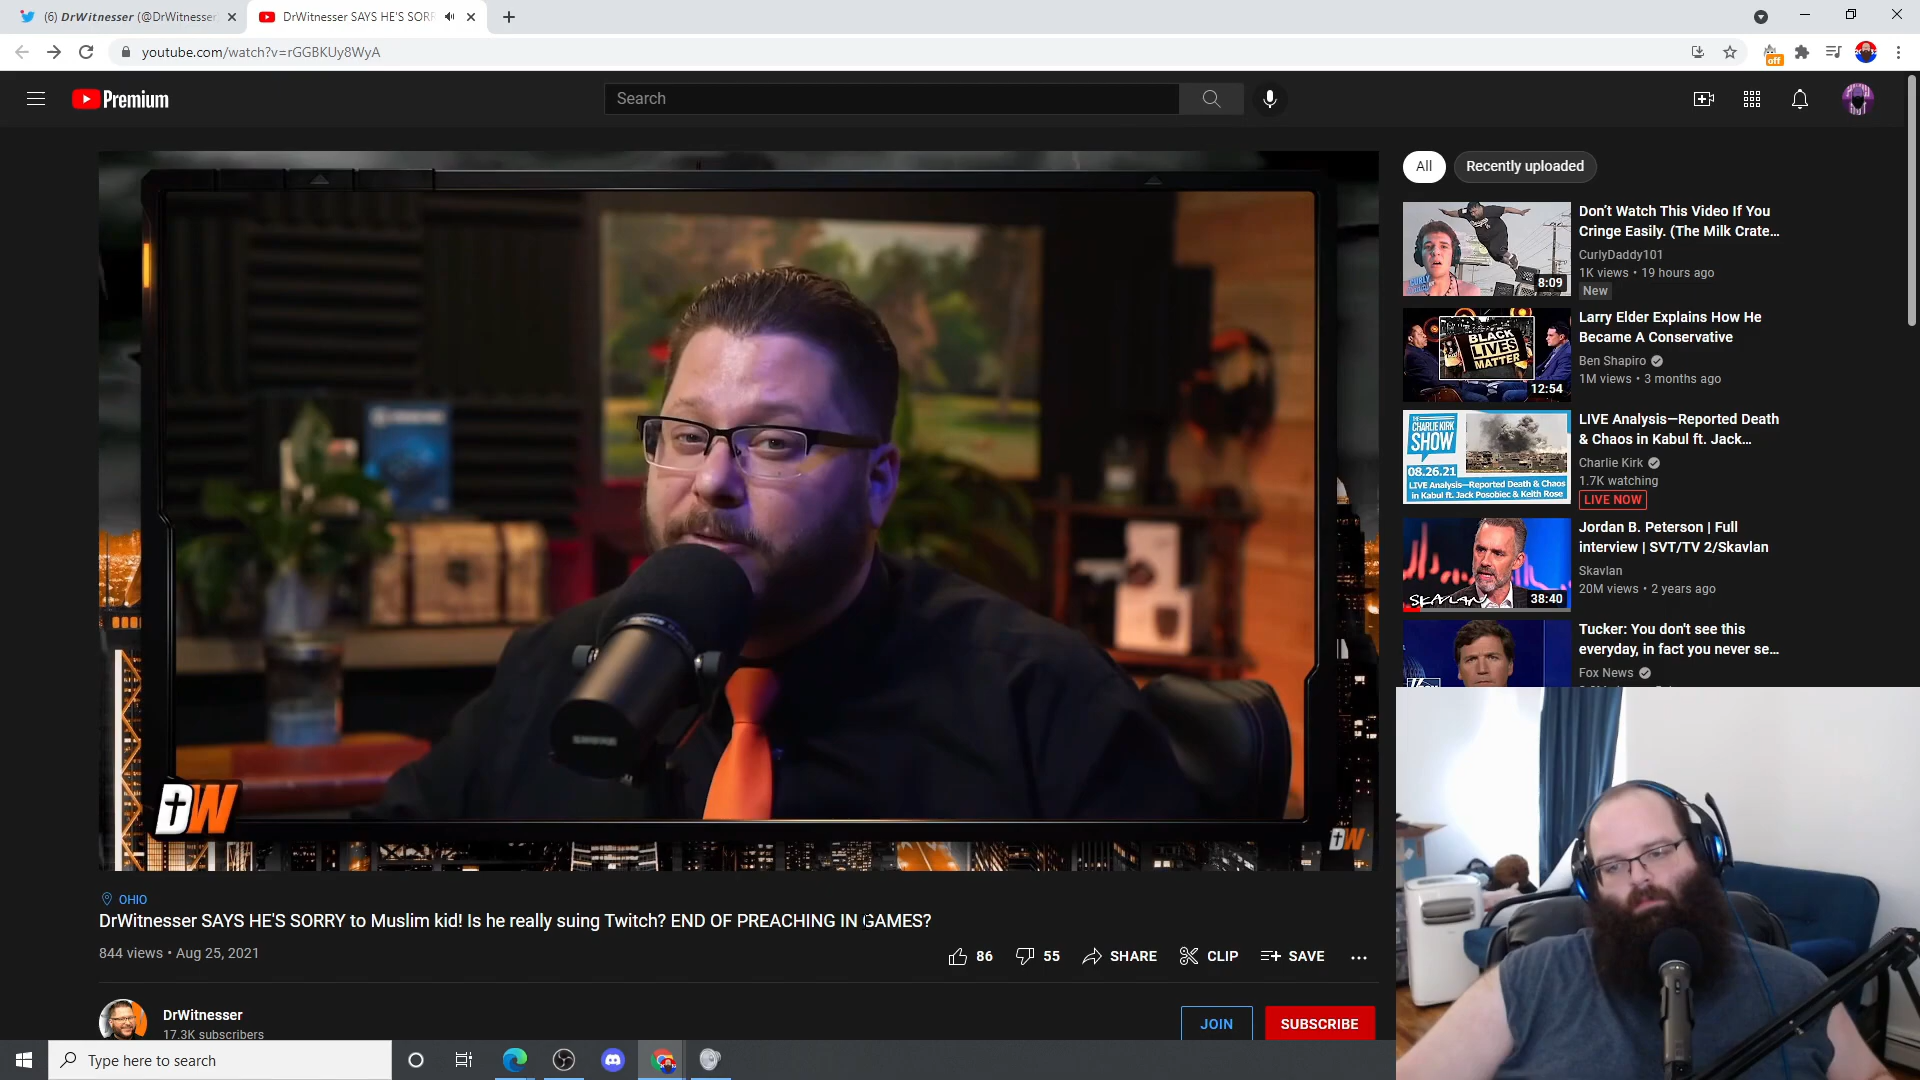 (6) DrWitnesser (@DrWitnesser
DrWitnesser SAYS HE'S SORR
youtube.com/watch?v=rGGBKUy8WyA
off
Premium
Search
All
Recently uploaded
Don't Watch This Video If You
Cringe Easily. (The Milk Crate...
CurlyDaddy101
1K views • 19 hours ago
New
8:09
BLACK
LIVES
MATTER
12:54
Larry Elder Explains How He
Became A Conservative
Ben Shapiro
1M views • 3 months ago
THE
CHARLIE KIRK
SHOW
08.26.21
LIVE Analysis—Reported Death & Chaos
in Kabul ft. Jack Posobiec & Keith Rose
LIVE Analysis—Reported Death
& Chaos in Kabul ft. Jack...
Charlie Kirk
1.7K watching
LIVE NOW
SKAVLAN
38:40
Jordan B. Peterson | Full
interview | SVT/TV 2/Skavlan
Skavlan
20M views • 2 years ago
Tucker: You don't see this
everyday, in fact you never se...
Fox News
DW
DW
OHIO
DrWitnesser SAYS HE'S SORRY to Muslim kid! Is he really suing Twitch? END OF PREACHING IN GAMES?
844 views • Aug 25, 2021
86
55
SHARE
CLIP
SAVE
DrWitnesser
17.3K subscribers
JOIN
SUBSCRIBE
Type here to search